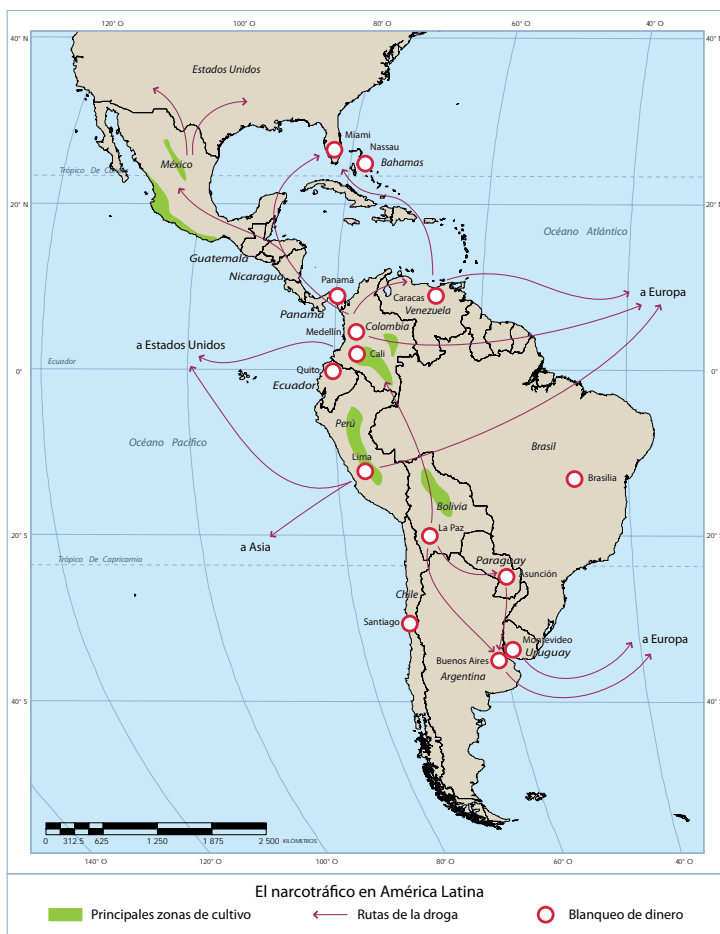 120° O
100° O
80° O
60° O
40° N
40° N
Estados Unidos
Miami
Nassau
Bahamas
México
Trópico De
20° N
20° N
Océano Atlántico
Guatemala
Nicaragua
Panamá
Caracas
a Europa
Venezuela
Panamá
Medellín
Colombia
a Estados Unidos
Cali
Ecuador
Quito
0°
0°
Ecuador
Perú
Océano Pacífico
Brasil
Lima
Brasilia
Bolivia
La Paz
20° S
20° S
a Asia
Trópico De Capricornio
Paraguay
Asunción
Chile
Santiago
Montevideo
a Europa
Uruguay
Buenos Aires
Argentina
40° S
40° S
0 312.5 625 1 250 1 875 2 500 KILÓMETROS
140° O
120° O
100° O
80° O
60° O
40° O
El narcotráfico en América Latina
Principales zonas de cultivo
Rutas de la droga
Blanqueo de dinero